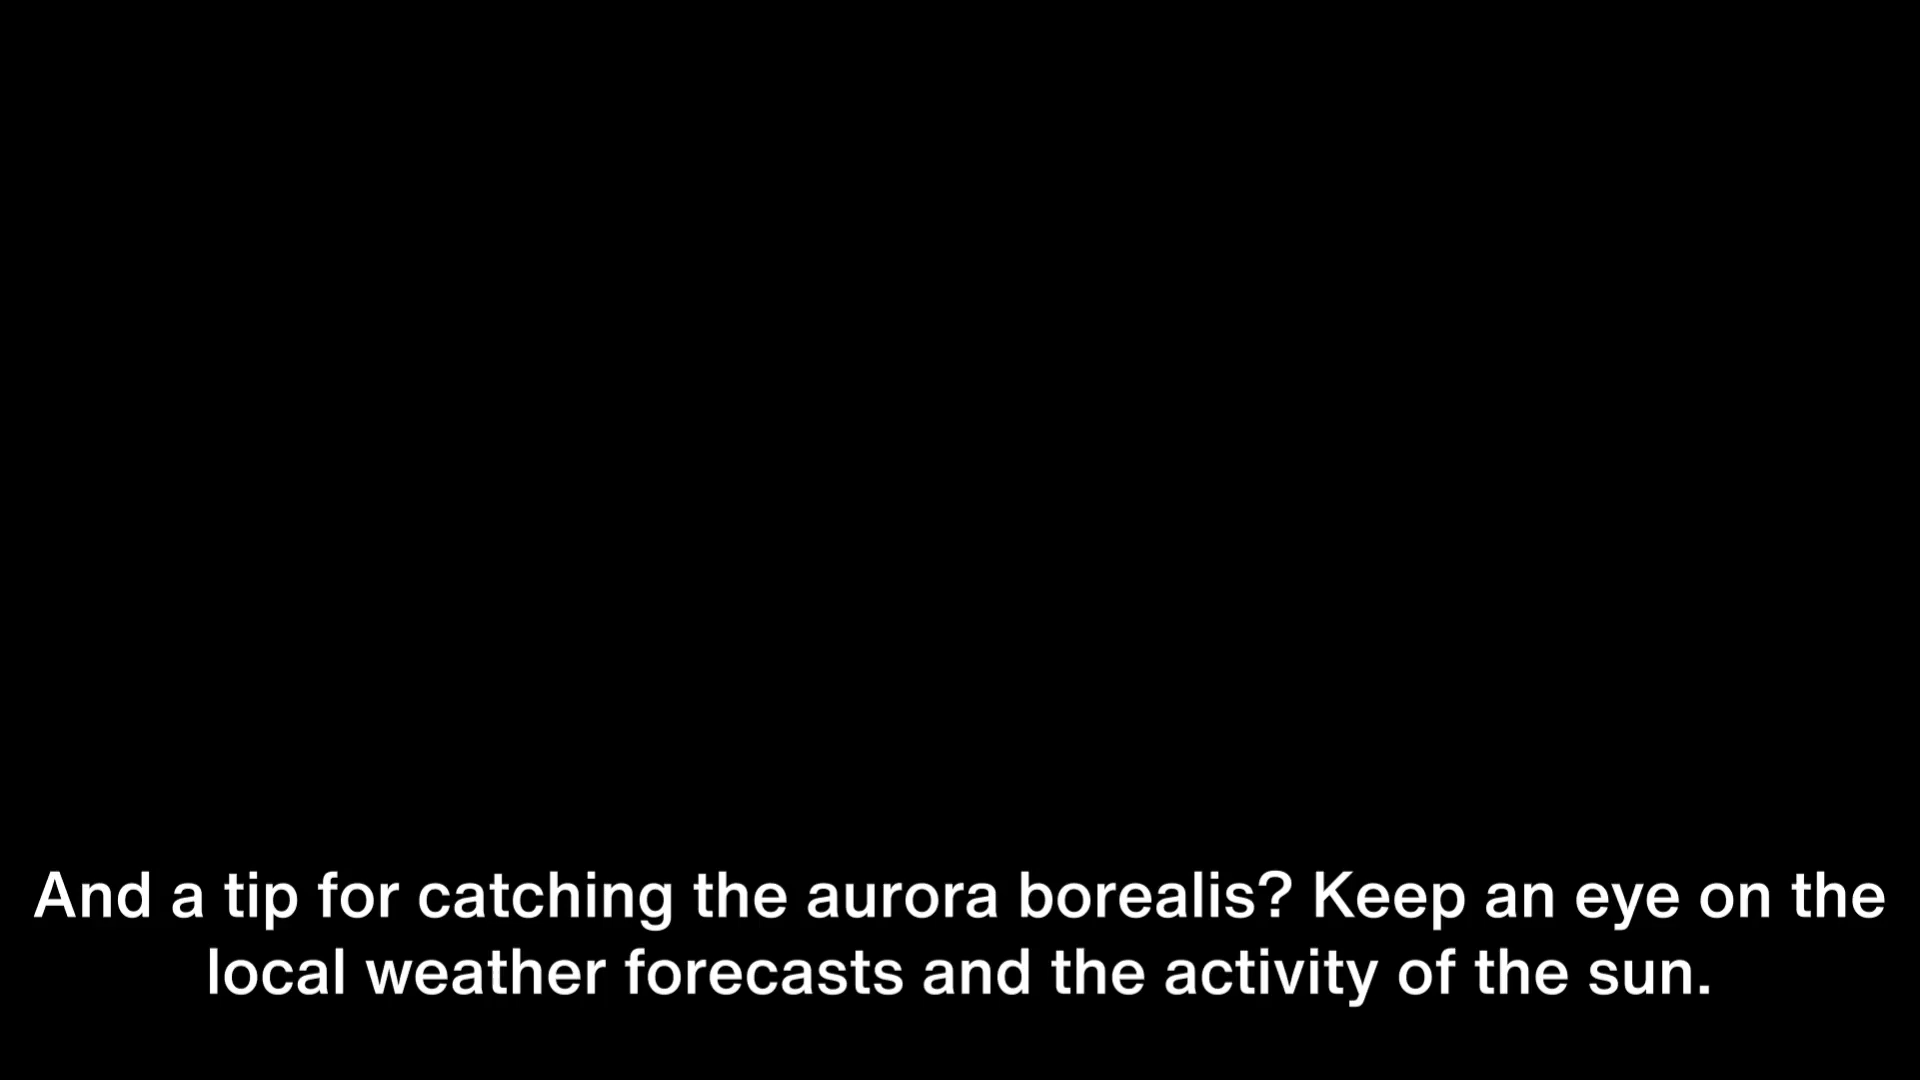 And a tip for catching the aurora borealis? Keep an eye on the
local weather forecasts and the activity of the sun.